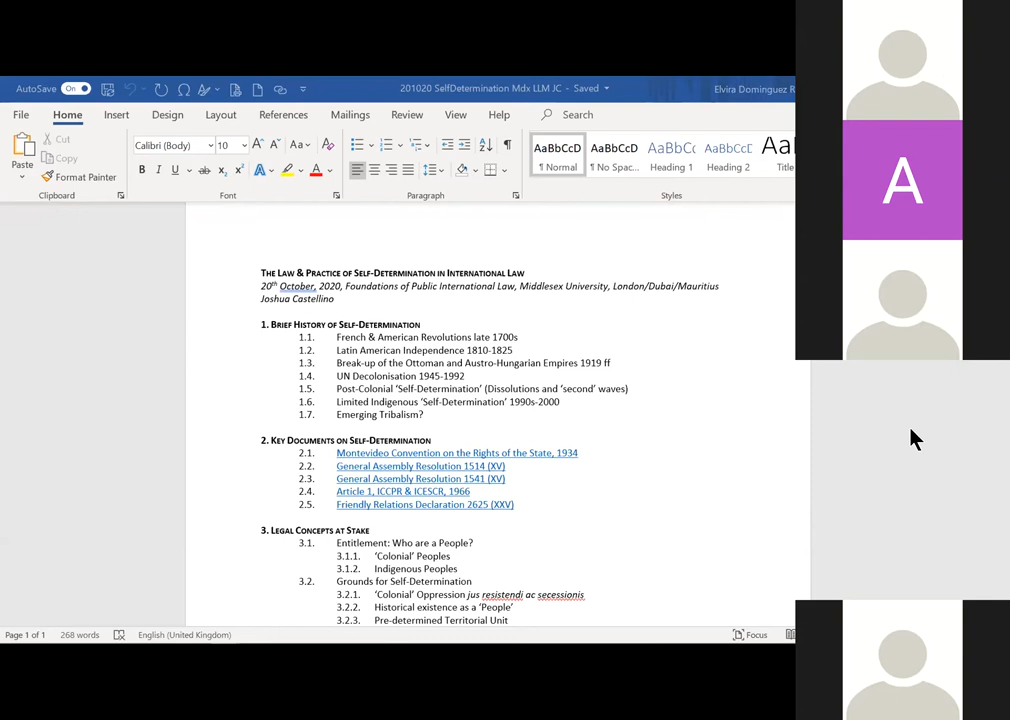 AutoSave On 201020 SelfDetermination Mdx LLM JC - Saved Elvira Dominguez R
File Home Insert Design Layout References Mailings Review View Help Search
Paste
Cut
Copy
Format Painter
Calibri (Body) 10
AaBbCcD AaBbCcD AaBbCc AaBbCcD Aa
¶ Normal ¶ No Spac... Heading 1 Heading 2 Title
Clipboard Font Paragraph Styles
A
THE LAW & PRACTICE OF SELF-DETERMINATION IN INTERNATIONAL LAW
20th October, 2020, Foundations of Public International Law, Middlesex University, London/Dubai/Mauritius
Joshua Castellino
1. BRIEF HISTORY OF SELF-DETERMINATION
1.1. French & American Revolutions late 1700s
1.2. Latin American Independence 1810-1825
1.3. Break-up of the Ottoman and Austro-Hungarian Empires 1919 ff
1.4. UN Decolonisation 1945-1992
1.5. Post-Colonial ‘Self-Determination’ (Dissolutions and ‘second’ waves)
1.6. Limited Indigenous ‘Self-Determination’ 1990s-2000
1.7. Emerging Tribalism?
2. KEY DOCUMENTS ON SELF-DETERMINATION
2.1. Montevideo Convention on the Rights of the State, 1934
2.2. General Assembly Resolution 1514 (XV)
2.3. General Assembly Resolution 1541 (XV)
2.4. Article 1, ICCPR & ICESCR, 1966
2.5. Friendly Relations Declaration 2625 (XXV)
3. LEGAL CONCEPTS AT STAKE
3.1. Entitlement: Who are a People?
3.1.1. ‘Colonial’ Peoples
3.1.2. Indigenous Peoples
3.2. Grounds for Self-Determination
3.2.1. ‘Colonial’ Oppression jus resistendi ac secessionis
3.2.2. Historical existence as a ‘People’
3.2.3. Pre-determined Territorial Unit
Page 1 of 1 268 words English (United Kingdom) Focus